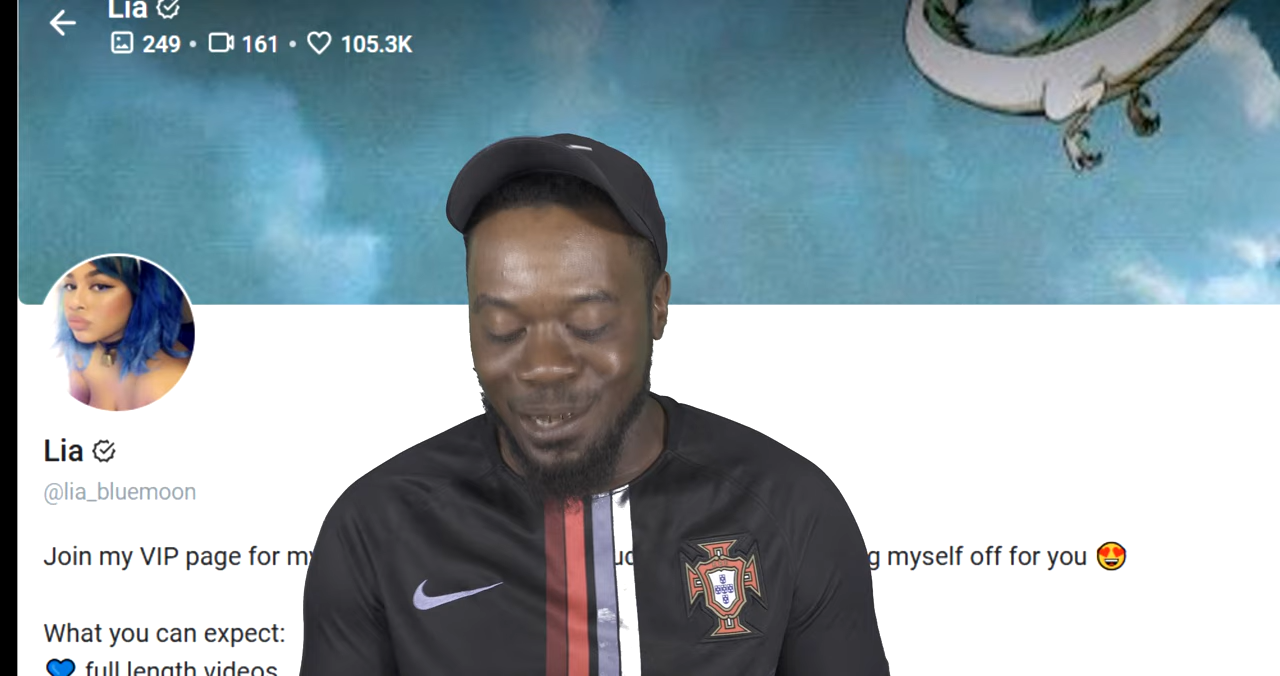 Lia
249 • 161 • 105.3K
Lia
@lia_bluemoon
Join my VIP page for g myself off for you 😍
What you can expect:
💙 full length videos